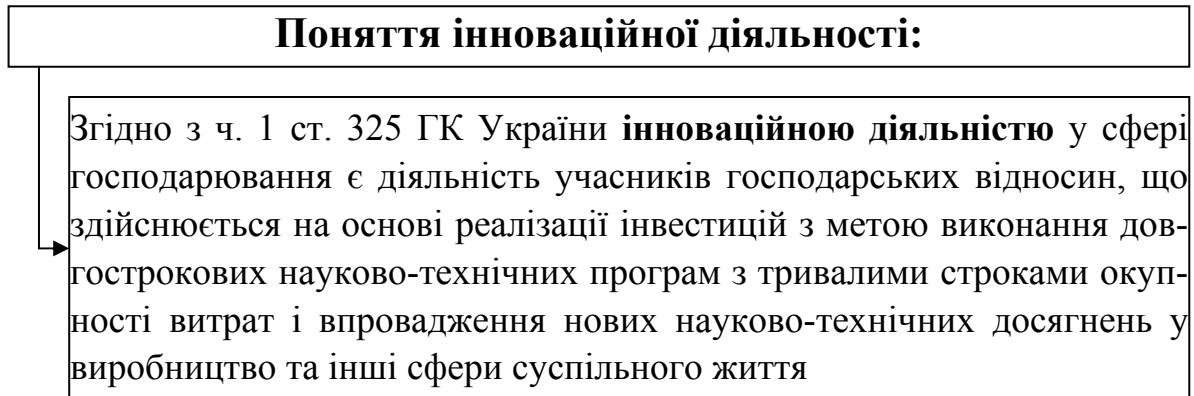 Поняття інноваційної діяльності:
Згідно з ч. 1 ст. 325 ГК України інноваційною діяльністю у сфері
господарювання є діяльність учасників господарських відносин, що
здійснюється на основі реалізації інвестицій з метою виконання дов-
гострокових науково-технічних програм з тривалими строками окуп-
ності витрат і впровадження нових науково-технічних досягнень у
виробництво та інші сфери суспільного життя